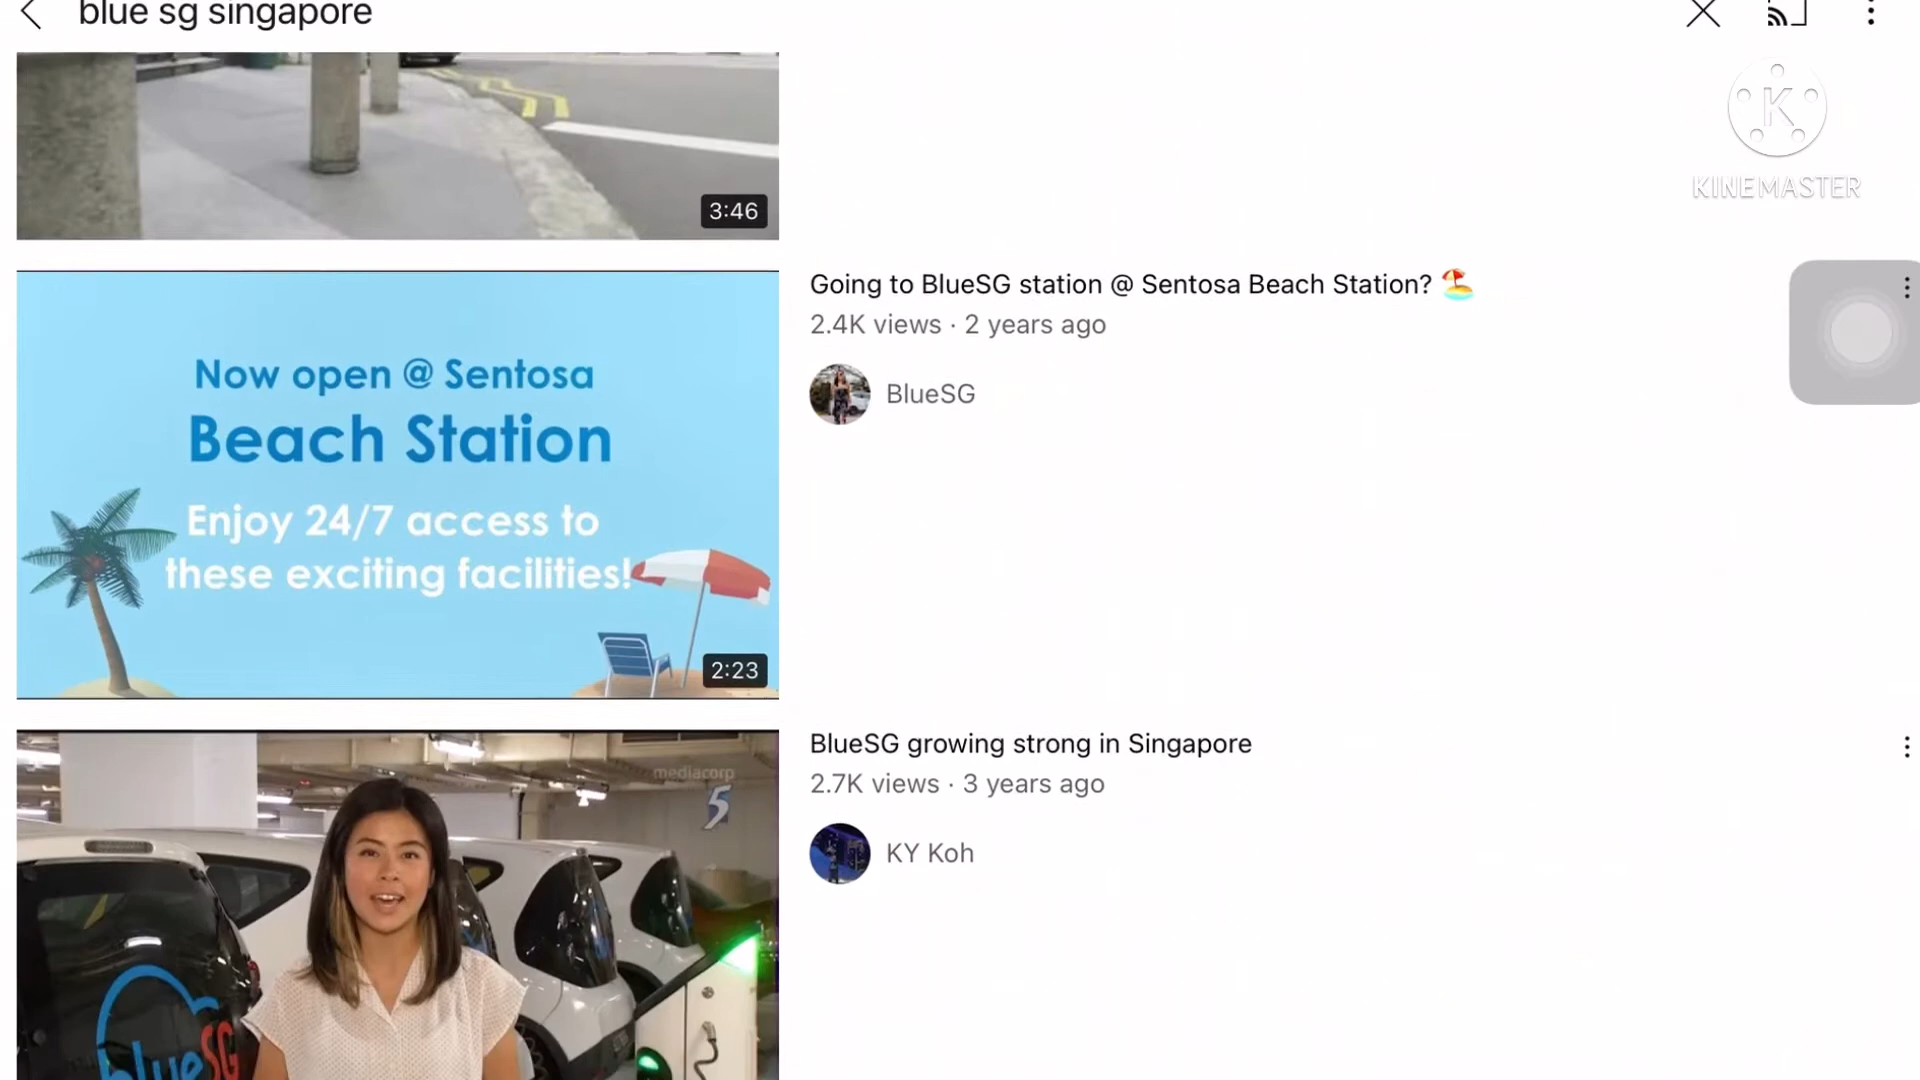 blue sg singapore
KINEMASTER
3:46
Going to BlueSG station @ Sentosa Beach Station? 🏖️
2.4K views · 2 years ago
BlueSG
Now open @ Sentosa
Beach Station
Enjoy 24/7 access to
these exciting facilities!
2:23
BlueSG growing strong in Singapore
2.7K views · 3 years ago
KY Koh
mediacorp
5
blueSG